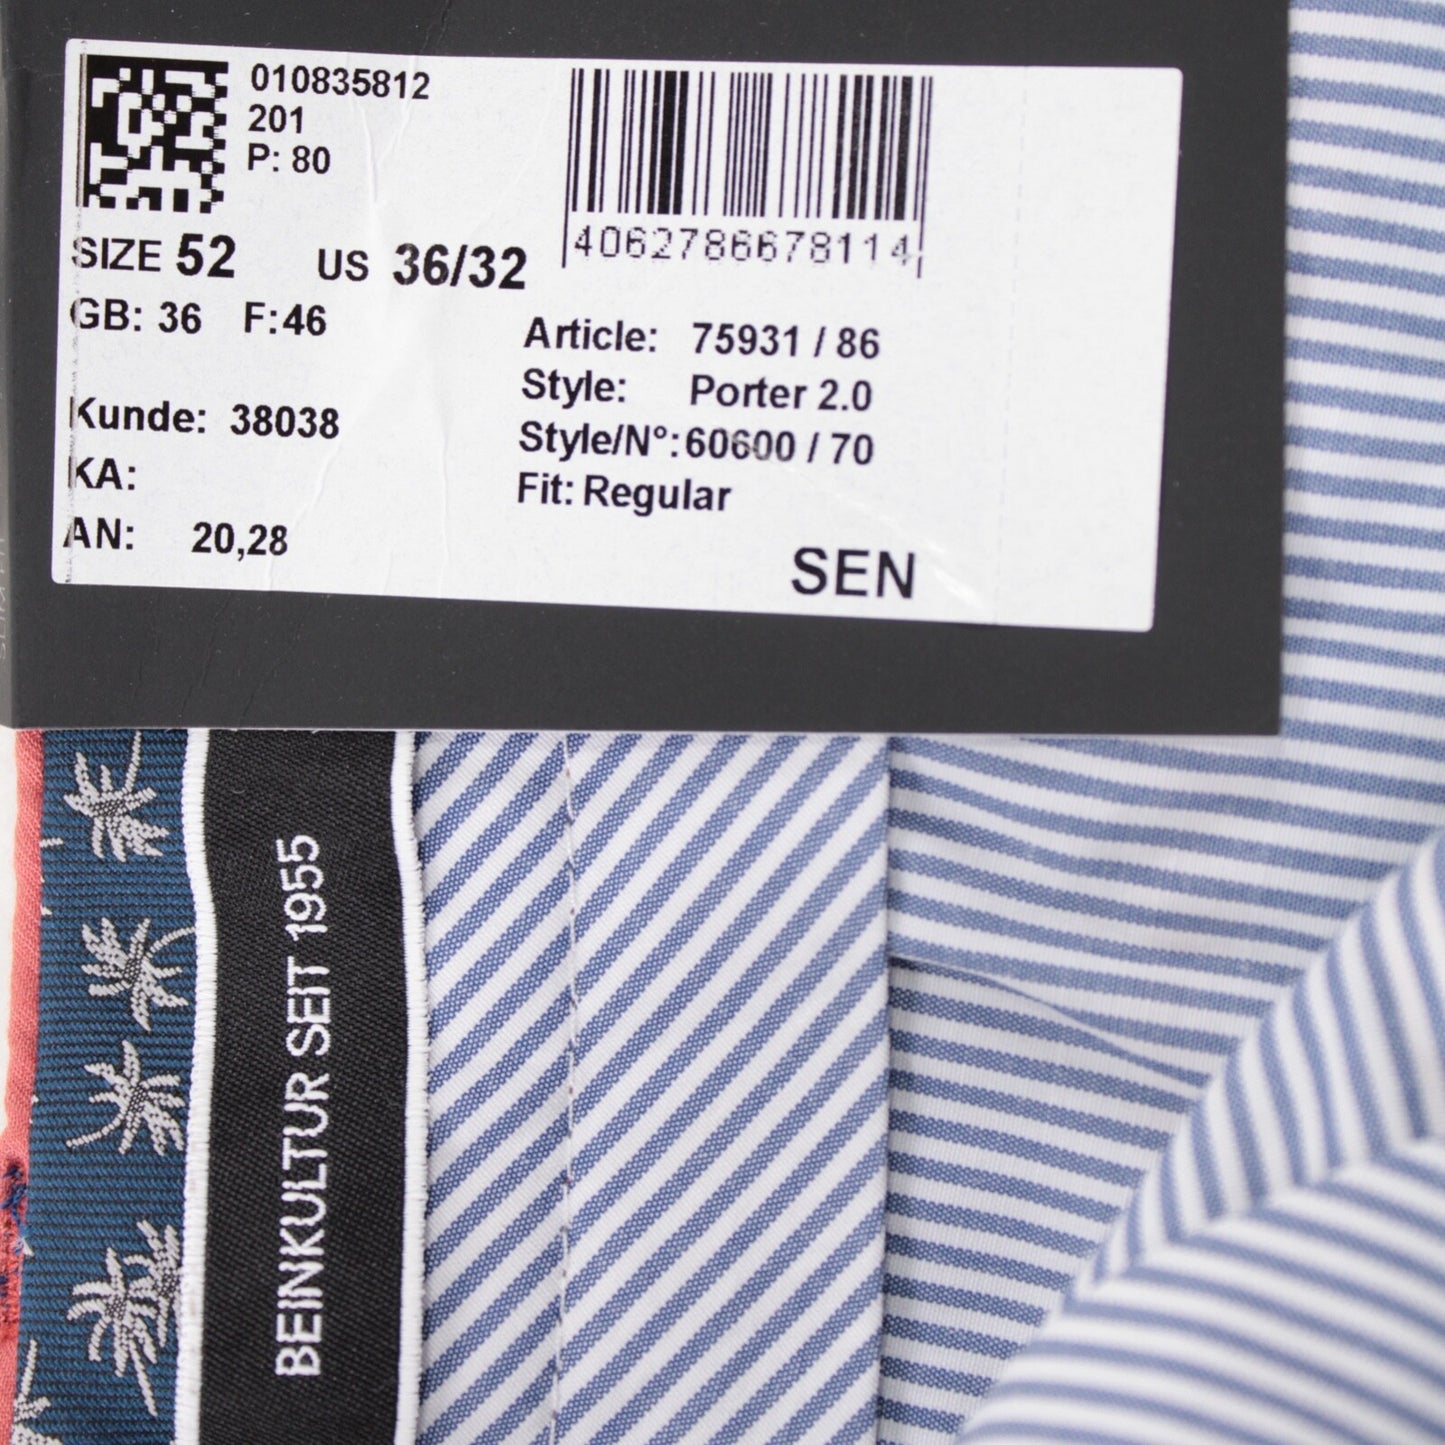 010835812
201
P: 80
4062786678114
SIZE 52 US 36/32
GB: 36 F:46
Article: 75931 / 86
Style: Porter 2.0
Kunde: 38038
Style/N°: 60600 / 70
KA:
Fit: Regular
AN: 20,28
SEN
BEINKULTUR SEIT 1955